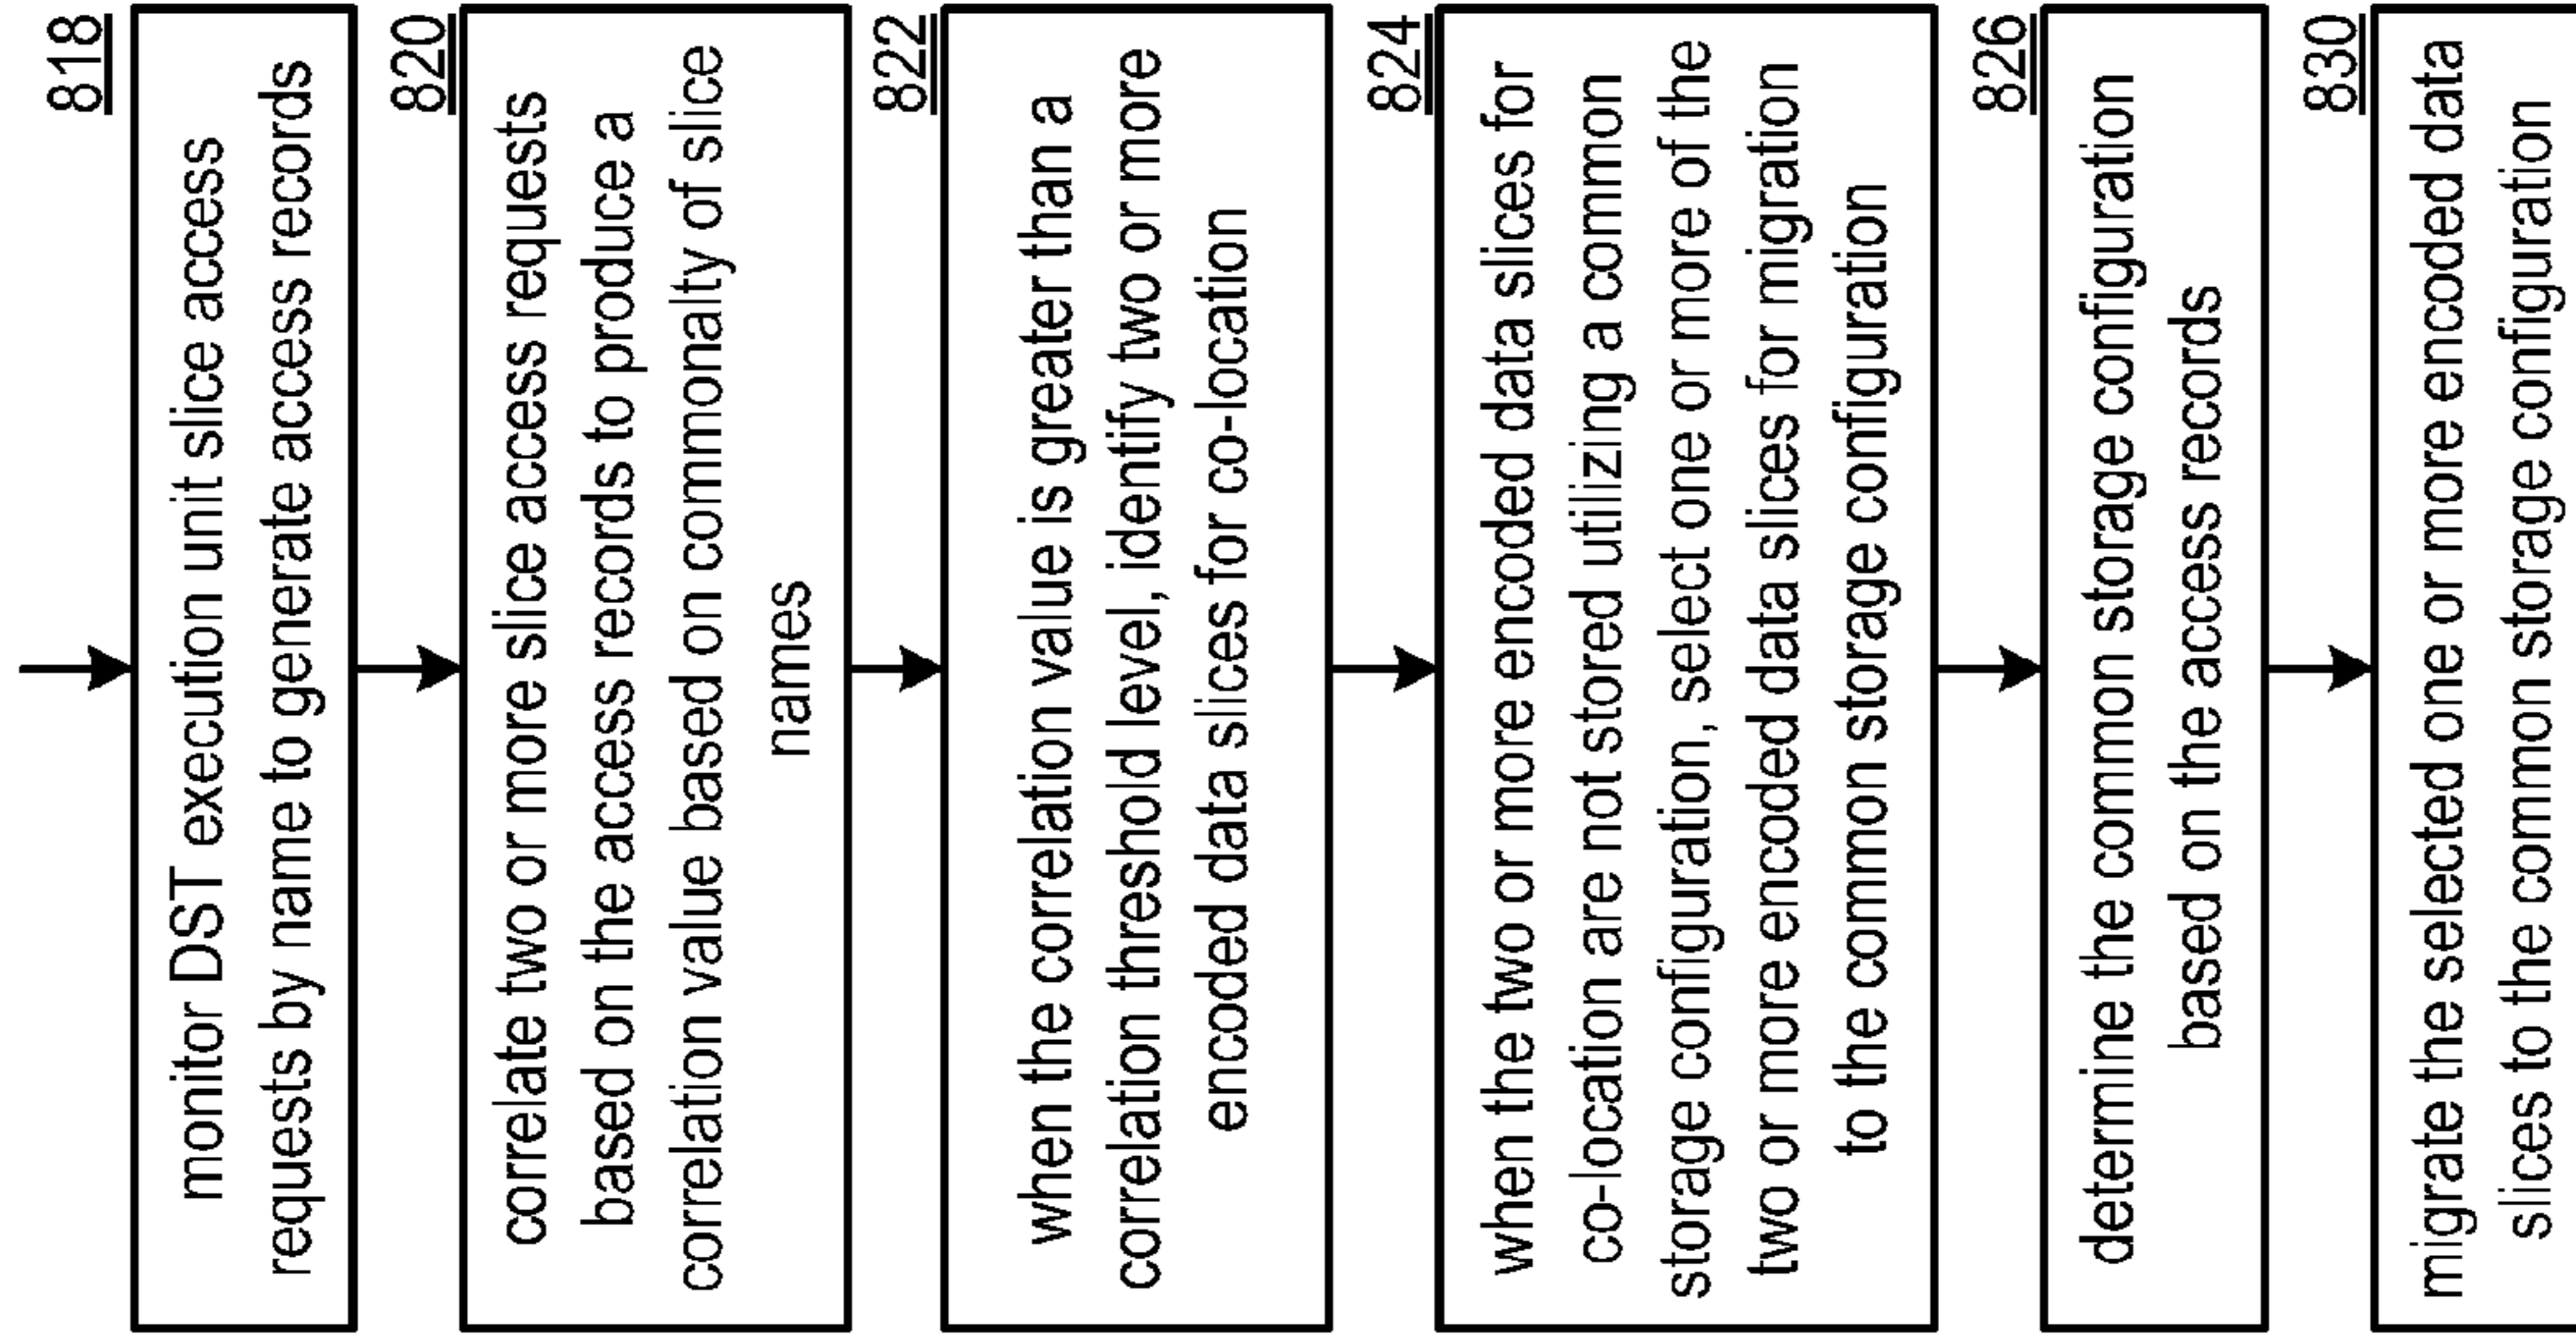 818
monitor DST execution unit slice access
requests by name to generate access records
820
correlate two or more slice access requests
based on the access records to produce a
correlation value based on commonalty of slice
names
822
when the correlation value is greater than a
correlation threshold level, identify two or more
encoded data slices for co-location
824
when the two or more encoded data slices for
co-location are not stored utilizing a common
storage configuration, select one or more of the
two or more encoded data slices for migration
to the common storage configuration
826
determine the common storage configuration
based on the access records
830
migrate the selected one or more encoded data
slices to the common storage configuration